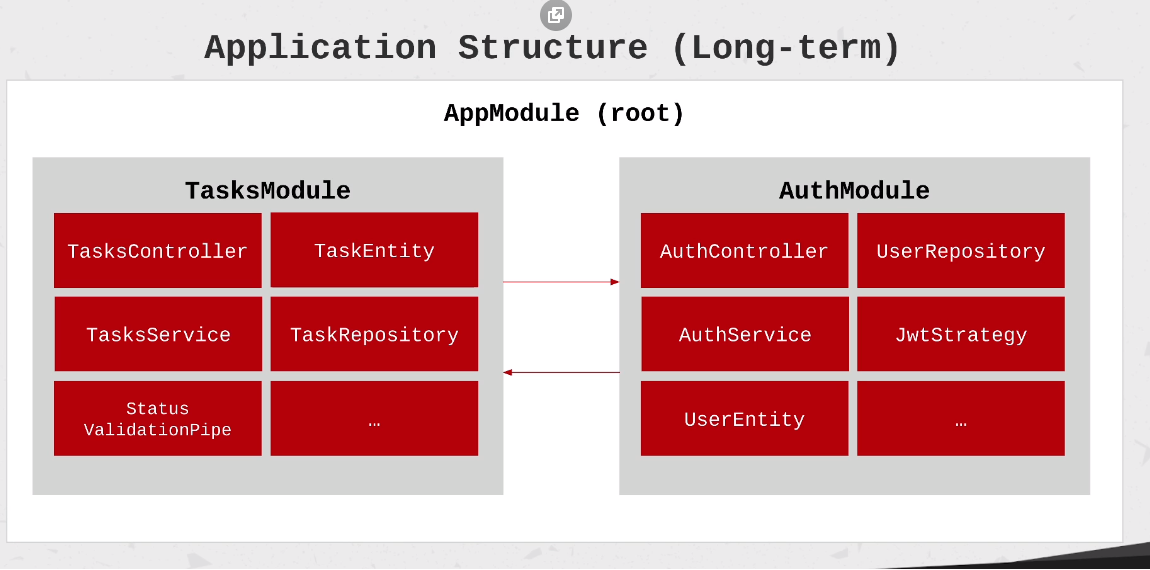 Application Structure (Long-term)
AppModule (root)
TasksModule
TasksController
TaskEntity
TasksService
TaskRepository
Status
ValidationPipe
…
AuthModule
AuthController
UserRepository
AuthService
JwtStrategy
UserEntity
…